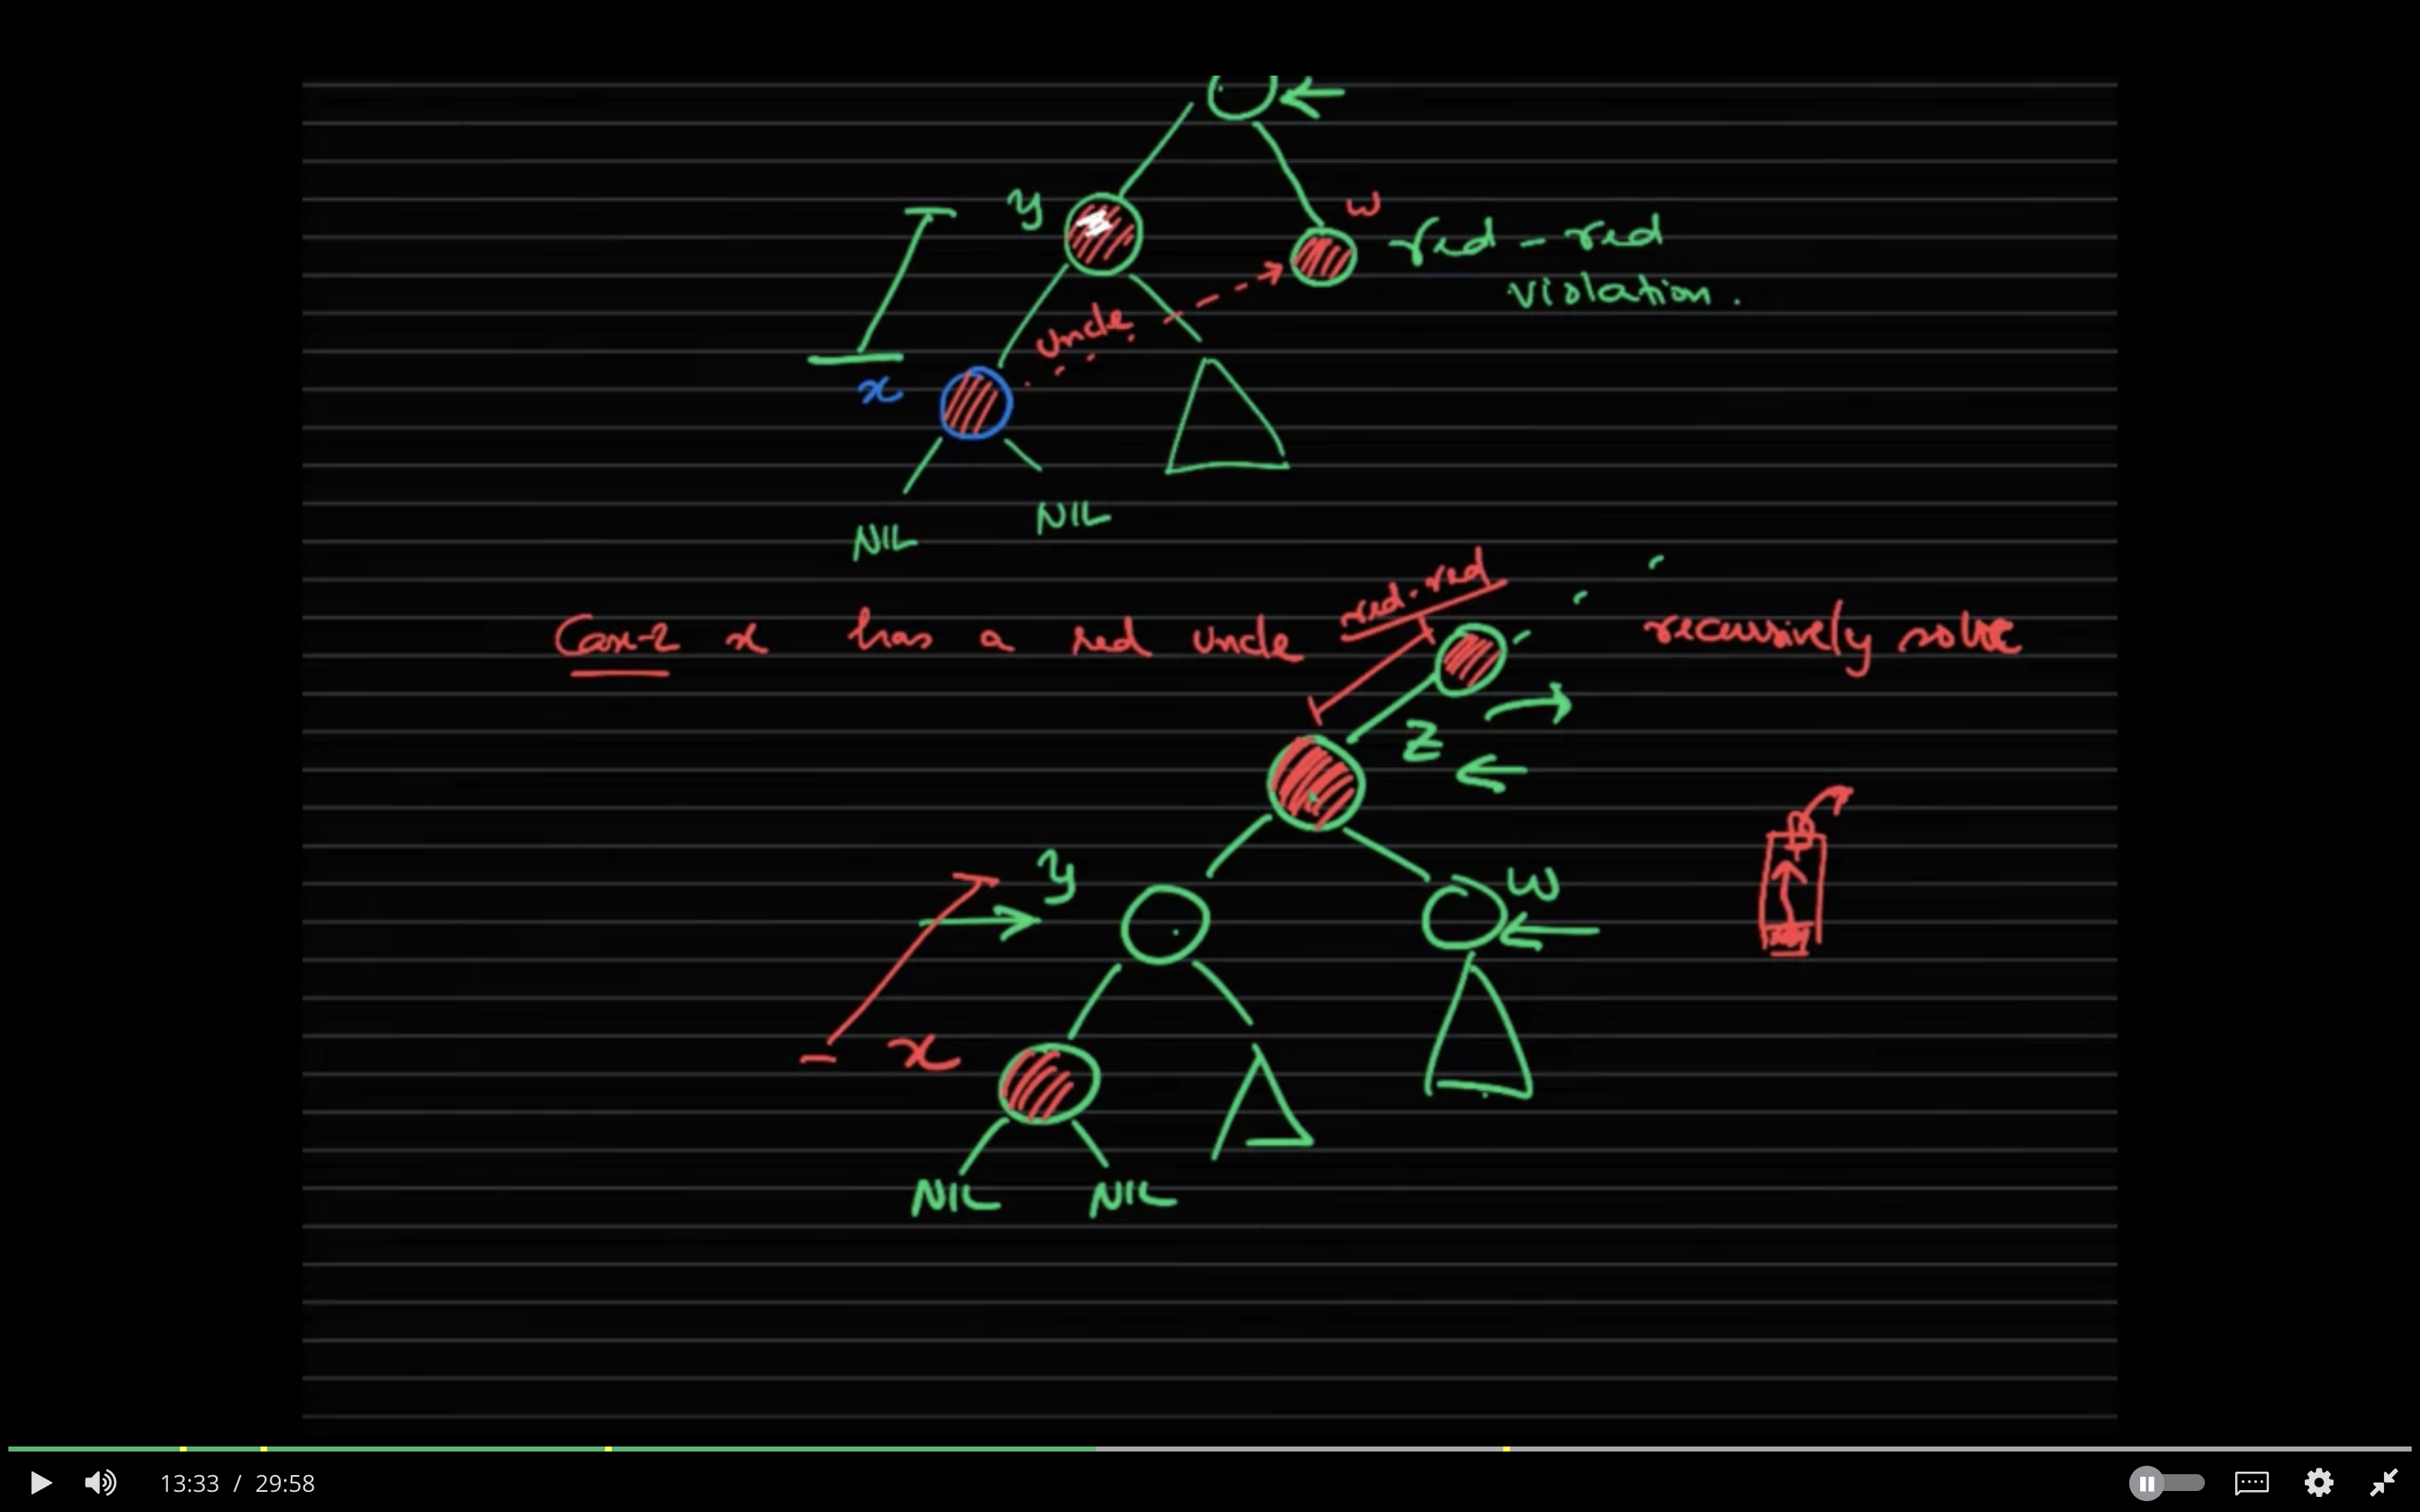 y
w
red - red
violation.
uncle
x
NIL
NIL
red-red
Case-2 x has a red uncle
recursively solve
z
y
w
x
NIL
NIL
13:33 / 29:58